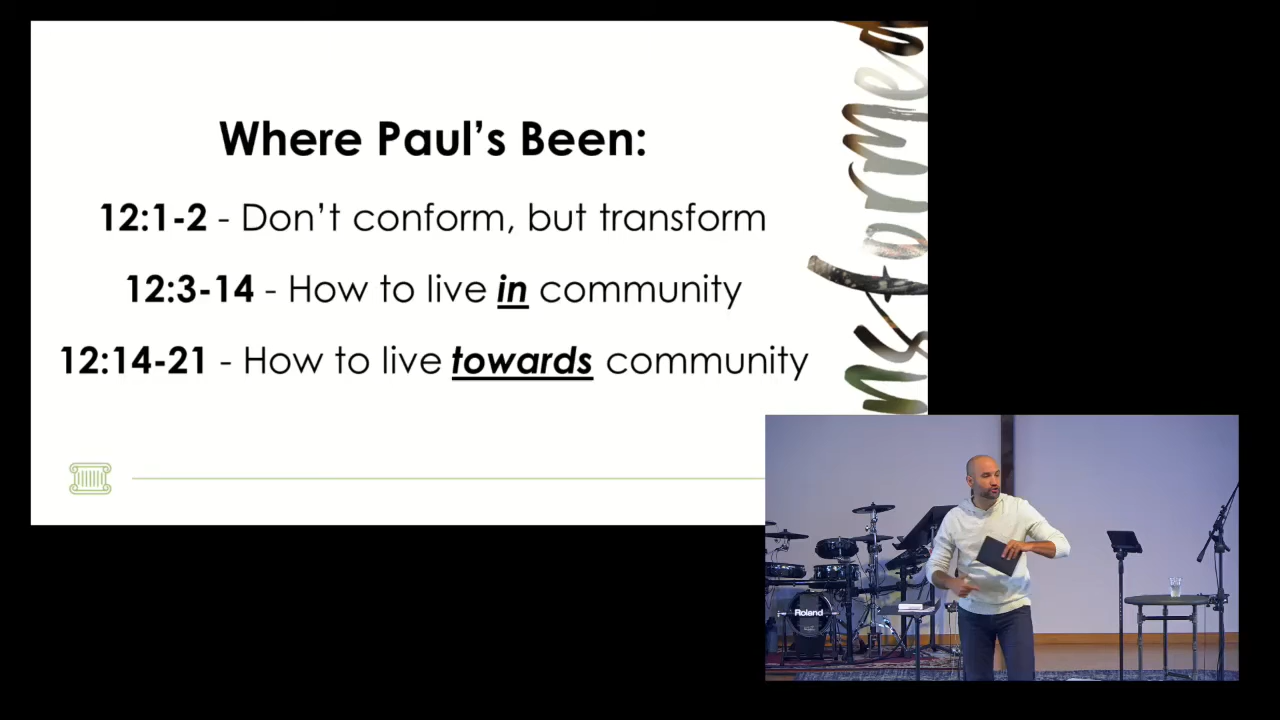 Where Paul's Been:
12:1-2 - Don't conform, but transform
12:3-14 - How to live in community
12:14-21 - How to live towards community
nsformed
Roland